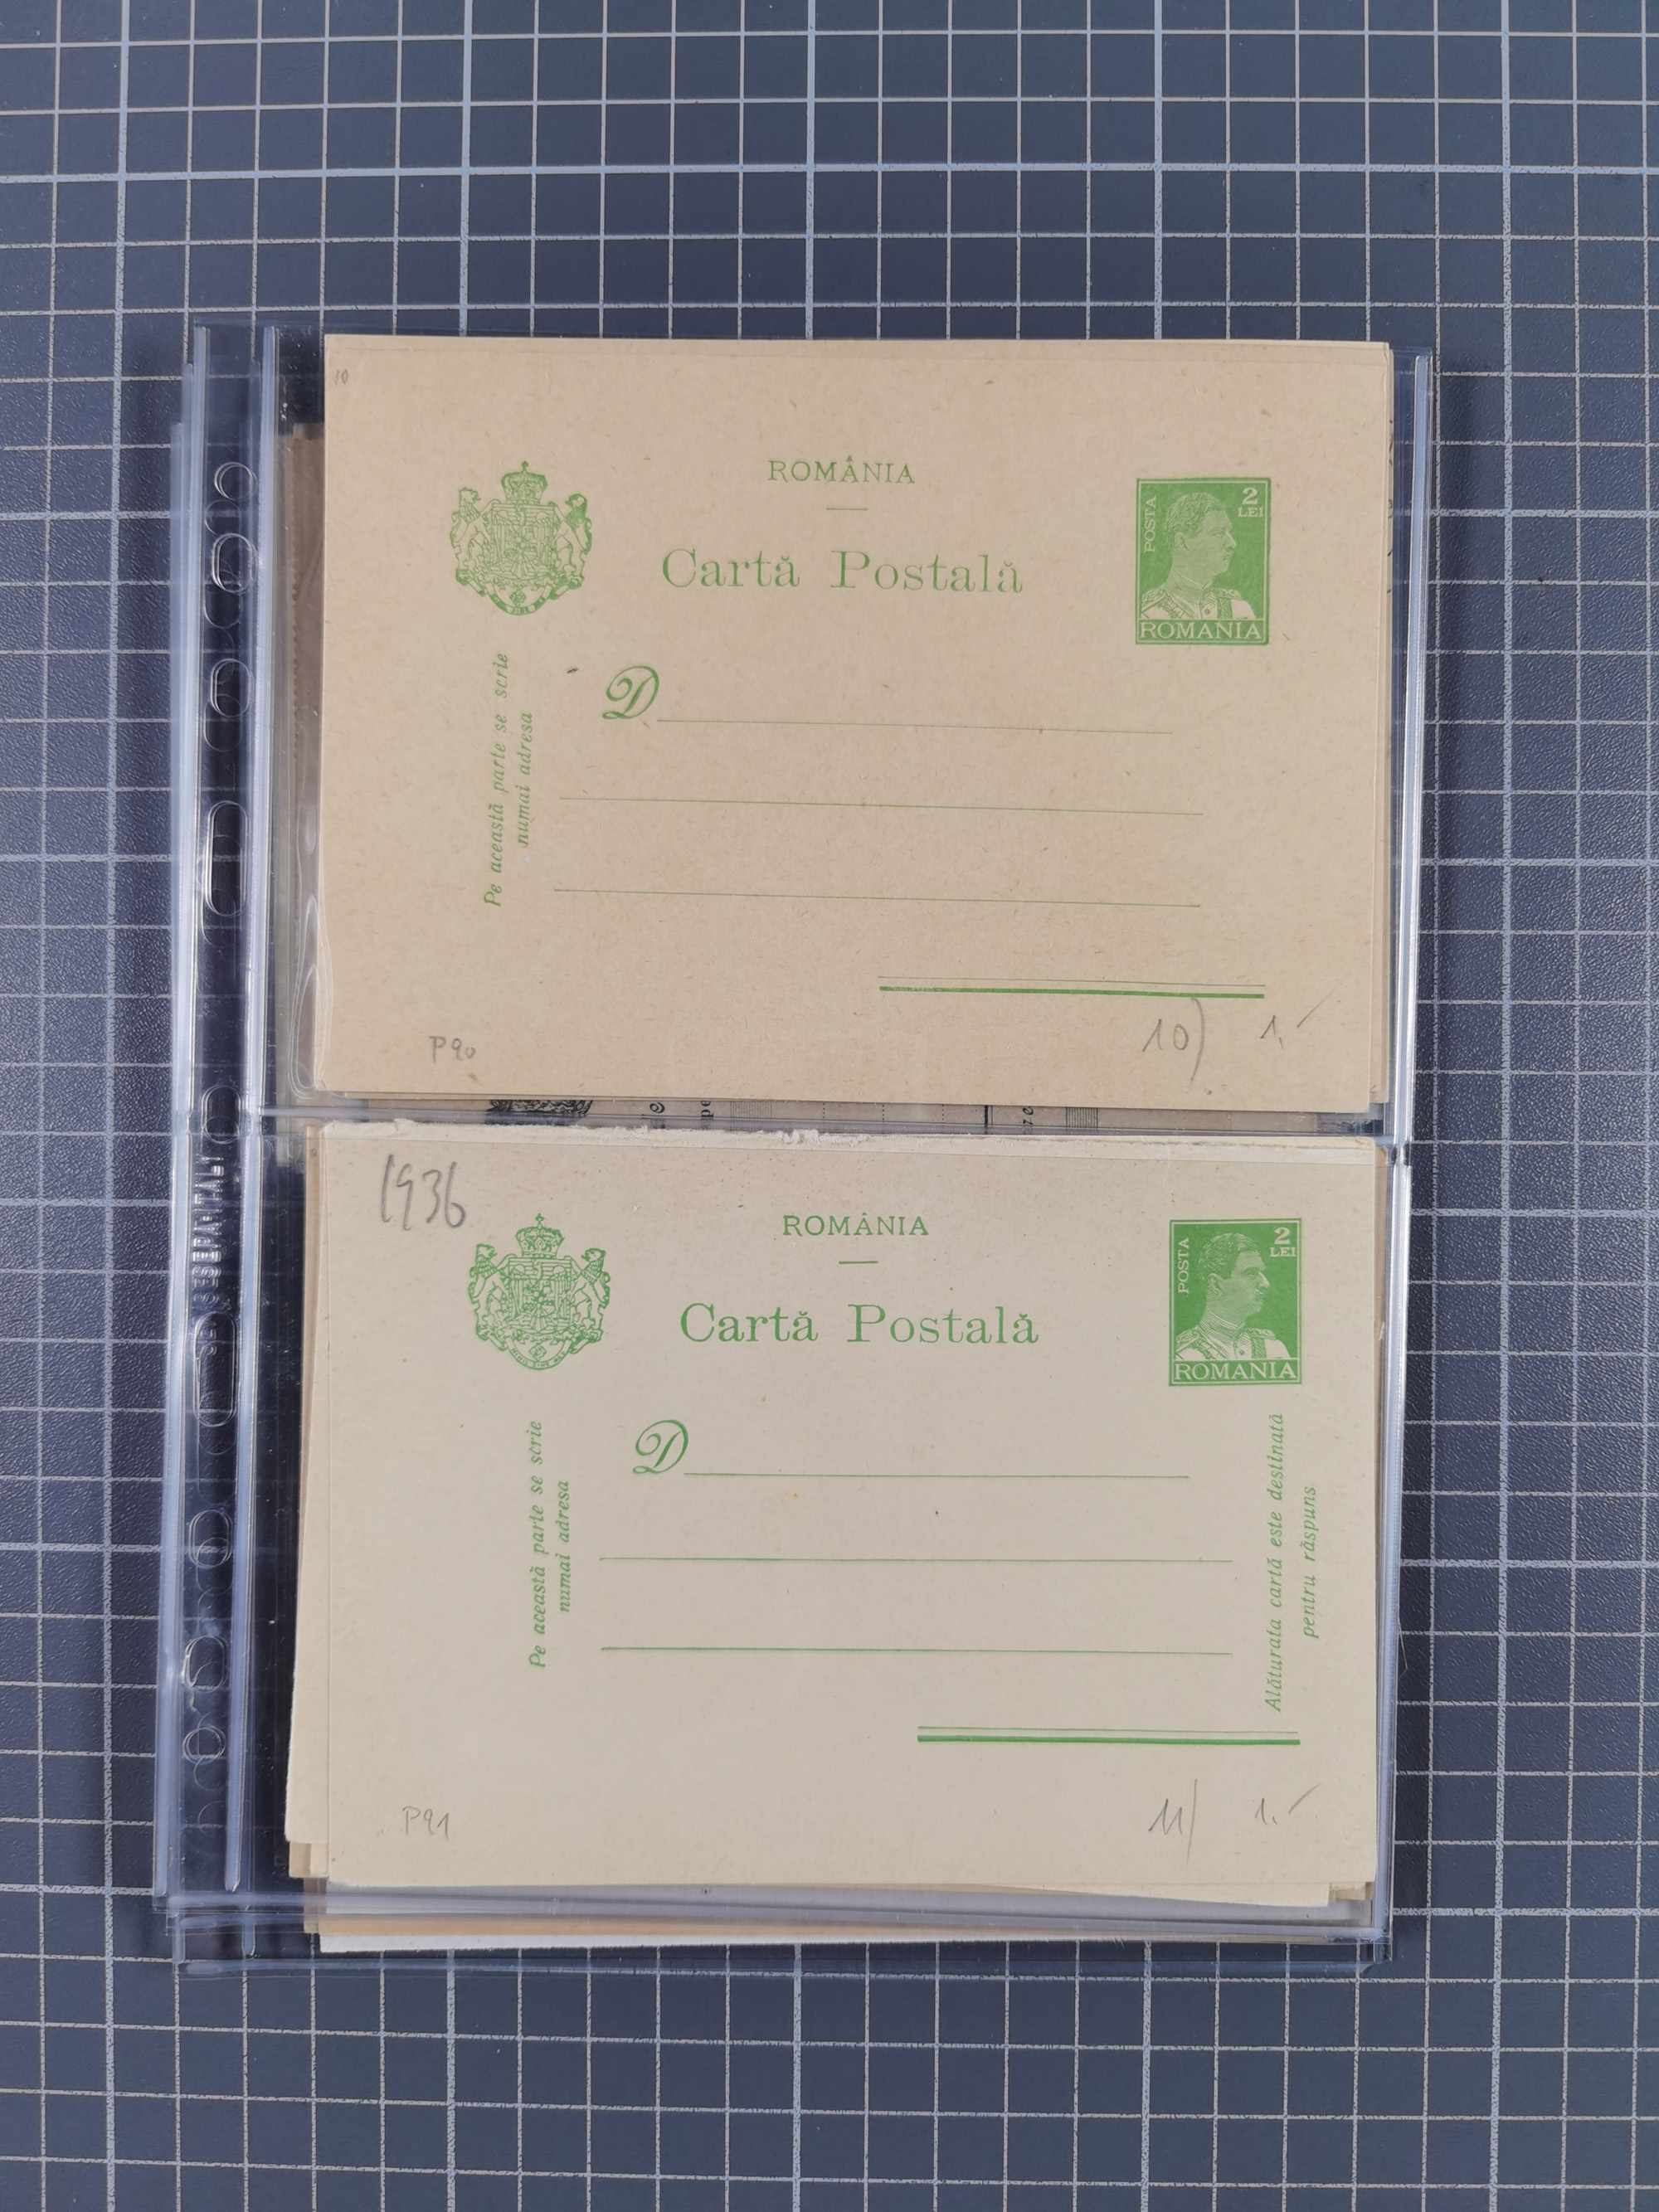 10
ROMÂNIA
Cartă Postală
POSTA
2
LEI
ROMANIA
Pe această parte se scrie
numai adresa
D
P90
10)
1,
1936
ROMÂNIA
Cartă Postală
POSTA
2
LEI
ROMANIA
Pe această parte se scrie
numai adresa
D
Alăturata cartă este destinată
pentru răspuns
P91
11)
1.